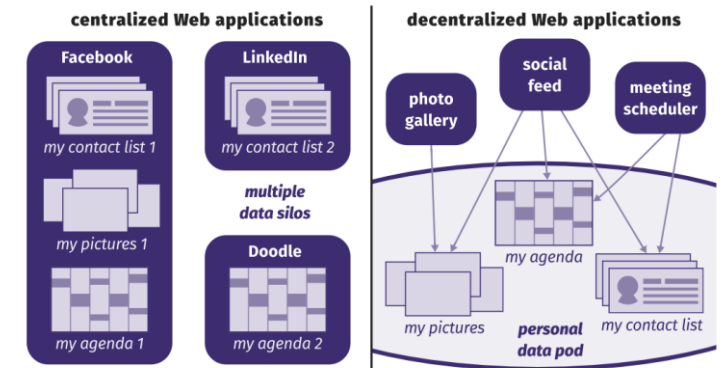 centralized Web applications
Facebook
my contact list 1
my pictures 1
my agenda 1
LinkedIn
my contact list 2
multiple
data silos
Doodle
my agenda 2
decentralized Web applications
photo
gallery
social
feed
meeting
scheduler
my agenda
my pictures
my contact list
personal
data pod